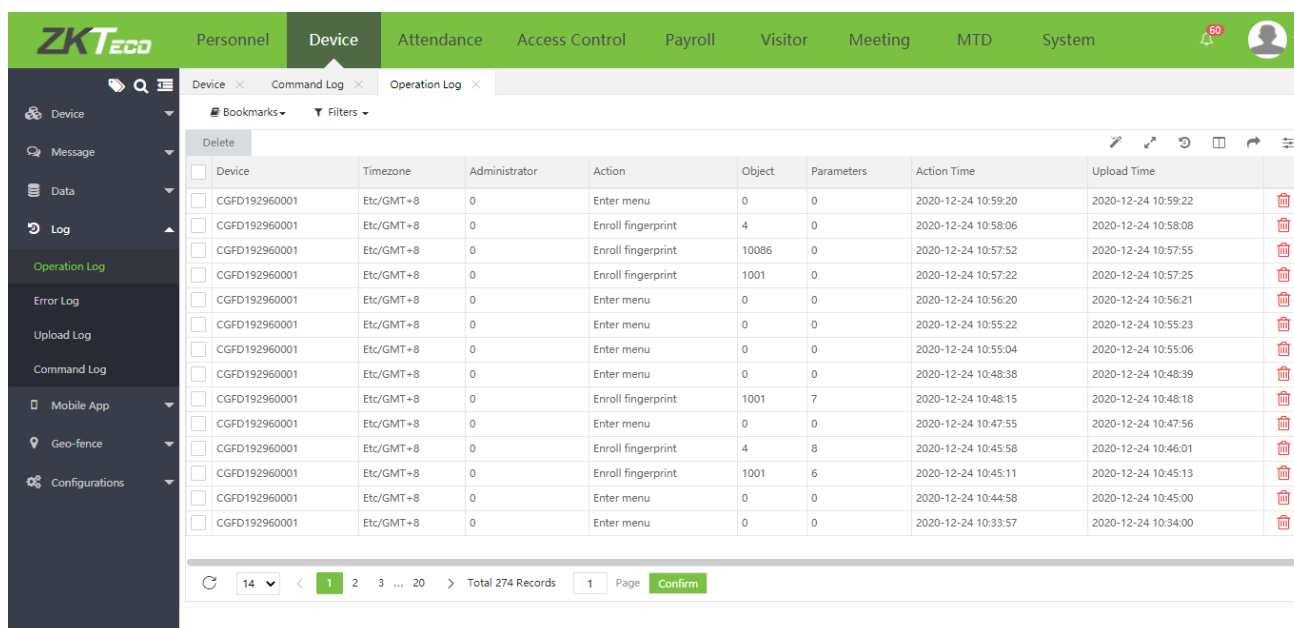 ZKTeco Personnel Device Attendance Access Control Payroll Visitor Meeting MTD System 60
Device Command Log Operation Log
Device
Message
Data
Log
Operation Log
Error Log
Upload Log
Command Log
Mobile App
Geo-fence
Configurations
Bookmarks Filters
Delete
Device Timezone Administrator Action Object Parameters Action Time Upload Time
CGFD192960001 Etc/GMT+8 0 Enter menu 0 0 2020-12-24 10:59:20 2020-12-24 10:59:22
CGFD192960001 Etc/GMT+8 0 Enroll fingerprint 4 0 2020-12-24 10:58:06 2020-12-24 10:58:08
CGFD192960001 Etc/GMT+8 0 Enroll fingerprint 10086 0 2020-12-24 10:57:52 2020-12-24 10:57:55
CGFD192960001 Etc/GMT+8 0 Enroll fingerprint 1001 0 2020-12-24 10:57:22 2020-12-24 10:57:25
CGFD192960001 Etc/GMT+8 0 Enter menu 0 0 2020-12-24 10:56:20 2020-12-24 10:56:21
CGFD192960001 Etc/GMT+8 0 Enter menu 0 0 2020-12-24 10:55:22 2020-12-24 10:55:23
CGFD192960001 Etc/GMT+8 0 Enter menu 0 0 2020-12-24 10:55:04 2020-12-24 10:55:06
CGFD192960001 Etc/GMT+8 0 Enter menu 0 0 2020-12-24 10:48:38 2020-12-24 10:48:39
CGFD192960001 Etc/GMT+8 0 Enroll fingerprint 1001 7 2020-12-24 10:48:15 2020-12-24 10:48:18
CGFD192960001 Etc/GMT+8 0 Enter menu 0 0 2020-12-24 10:47:55 2020-12-24 10:47:56
CGFD192960001 Etc/GMT+8 0 Enroll fingerprint 4 8 2020-12-24 10:45:58 2020-12-24 10:46:01
CGFD192960001 Etc/GMT+8 0 Enroll fingerprint 1001 6 2020-12-24 10:45:11 2020-12-24 10:45:13
CGFD192960001 Etc/GMT+8 0 Enter menu 0 0 2020-12-24 10:44:58 2020-12-24 10:45:00
CGFD192960001 Etc/GMT+8 0 Enter menu 0 0 2020-12-24 10:33:57 2020-12-24 10:34:00
14 < 1 2 3 ... 20 > Total 274 Records 1 Page Confirm